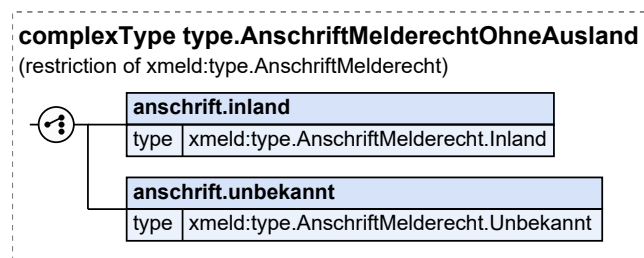 complexType type.AnschriftMelderechtOhneAusland
(restriction of xmeld:type.AnschriftMelderecht)
anschrift.inland
type xmeld:type.AnschriftMelderecht.Inland
anschrift.unbekannt
type xmeld:type.AnschriftMelderecht.Unbekannt